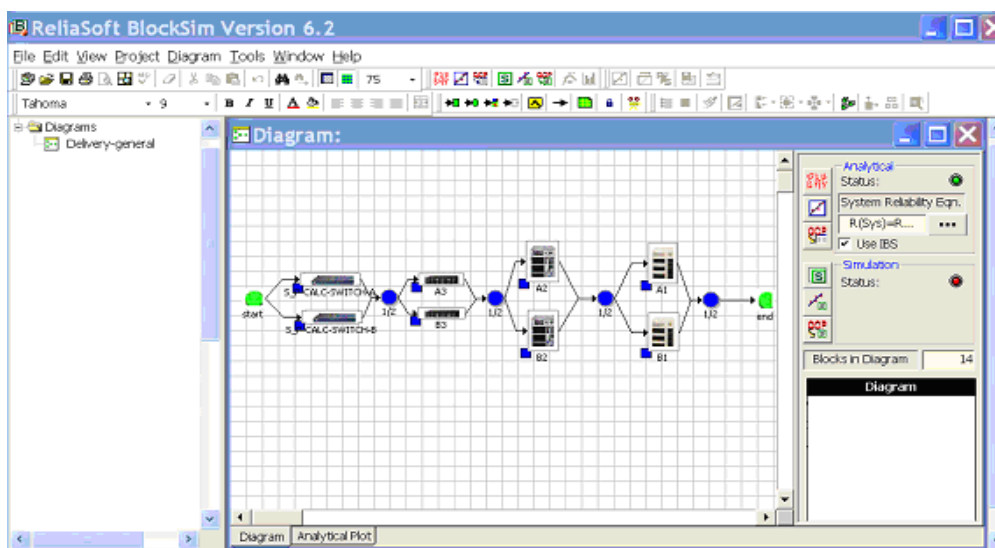 ReliaSoft BlockSim Version 6.2
File Edit View Project Diagram Tools Window Help
75
Tahoma 9 B I U A
Diagrams
Delivery-general
Diagram:
Analytical
Status:
System Reliability Eqn.
R(Sys)=R... ...
Use IBS
Simulation
Status:
Blocks in Diagram 14
Diagram
start
CALC-SWITCH-A
CALC-SWITCH-B
1/2
A3
B3
1/2
A2
B2
1/2
A1
B1
1/2
end
Diagram Analytical Plot